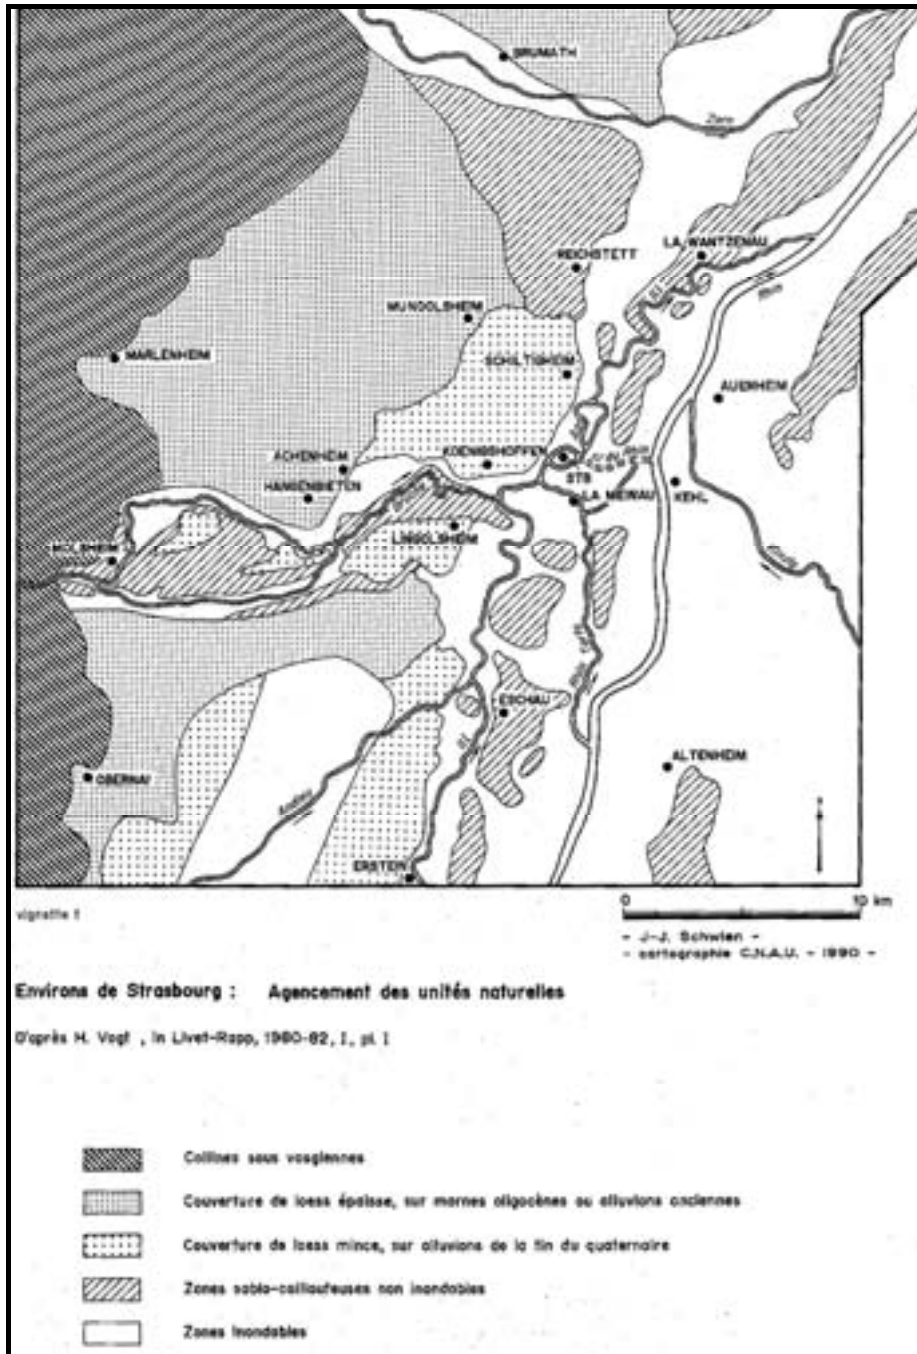 BRUMATH
Zorn
REICHSTETT
LA WANTZENAU
Rhin
MUNDOLSHEIM
MARLENHEIM
SCHILTIGHEIM
AUENHEIM
ACHENHEIM
KOENIGSHOFFEN
HANGENBIETEN
STB
LA MEINAU
KEHL
MOLSHEIM
LINGOLSHEIM
ESCHAU
OBERNAI
ALTENHEIM
Andlau
Ill
ERSTEIN
vignette 1
0 10 km
- J-J. Schwien -
- cartographie C.N.A.U. - 1990 -
Environs de Strasbourg : Agencement des unités naturelles
D'après H. Vogt , in Livet-Rapp, 1980-82, I, pl. I
Collines sous vosgiennes
Couverture de loess épaisse, sur marnes oligocènes ou alluvions anciennes
Couverture de loess mince, sur alluvions de la fin du quaternaire
Zones sablo-caillouteuses non inondables
Zones inondables